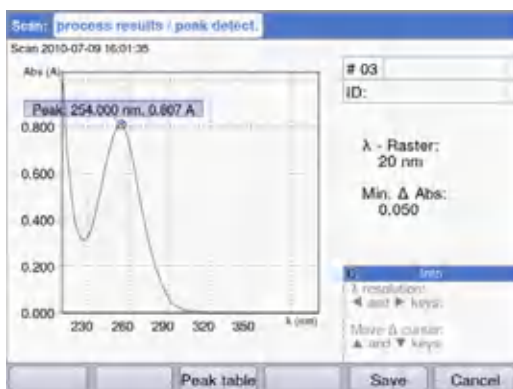 Scan: process results / peak detect.
Scan 2010-07-09 16:01:35
Abs (A)
Peak: 254.000 nm, 0.807 A
0.800
0.600
0.400
0.200
0.000
230 260 290 320 350 λ (nm)
# 03
ID:
λ - Raster:
20 nm
Min. Δ Abs:
0.050
Info
λ resolution:
◄ and ► keys:
Move Δ cursor:
▲ and ▼ keys
Peak table Save Cancel